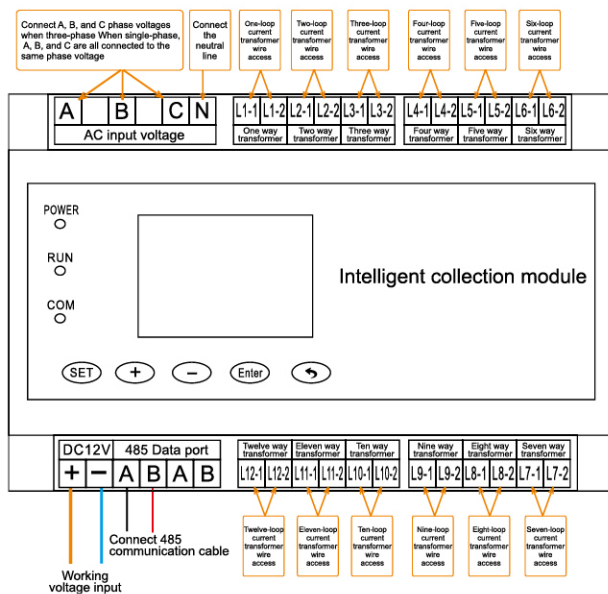 Connect A, B, and C phase voltages
when three-phase When single-phase,
A, B, and C are all connected to the
same phase voltage
Connect
the
neutral
line
One-loop
current
transformer
wire
access
Two-loop
current
transformer
wire
access
Three-loop
current
transformer
wire
access
Four-loop
current
transformer
wire
access
Five-loop
current
transformer
wire
access
Six-loop
current
transformer
wire
access
A B C N
AC input voltage
L1-1 L1-2 L2-1 L2-2 L3-1 L3-2
One way
transformer
Two way
transformer
Three way
transformer
L4-1 L4-2 L5-1 L5-2 L6-1 L6-2
Four way
transformer
Five way
transformer
Six way
transformer
POWER
RUN
COM
Intelligent collection module
SET + − Enter
DC12V 485 Data port
+ − A B A B
Twelve way
transformer
Eleven way
transformer
Ten way
transformer
L12-1 L12-2 L11-1 L11-2 L10-1 L10-2
Nine way
transformer
Eight way
transformer
Seven way
transformer
L9-1 L9-2 L8-1 L8-2 L7-1 L7-2
Connect 485
communication cable
Working
voltage input
Twelve-loop
current
transformer
wire
access
Eleven-loop
current
transformer
wire
access
Ten-loop
current
transformer
wire
access
Nine-loop
current
transformer
wire
access
Eight-loop
current
transformer
wire
access
Seven-loop
current
transformer
wire
access